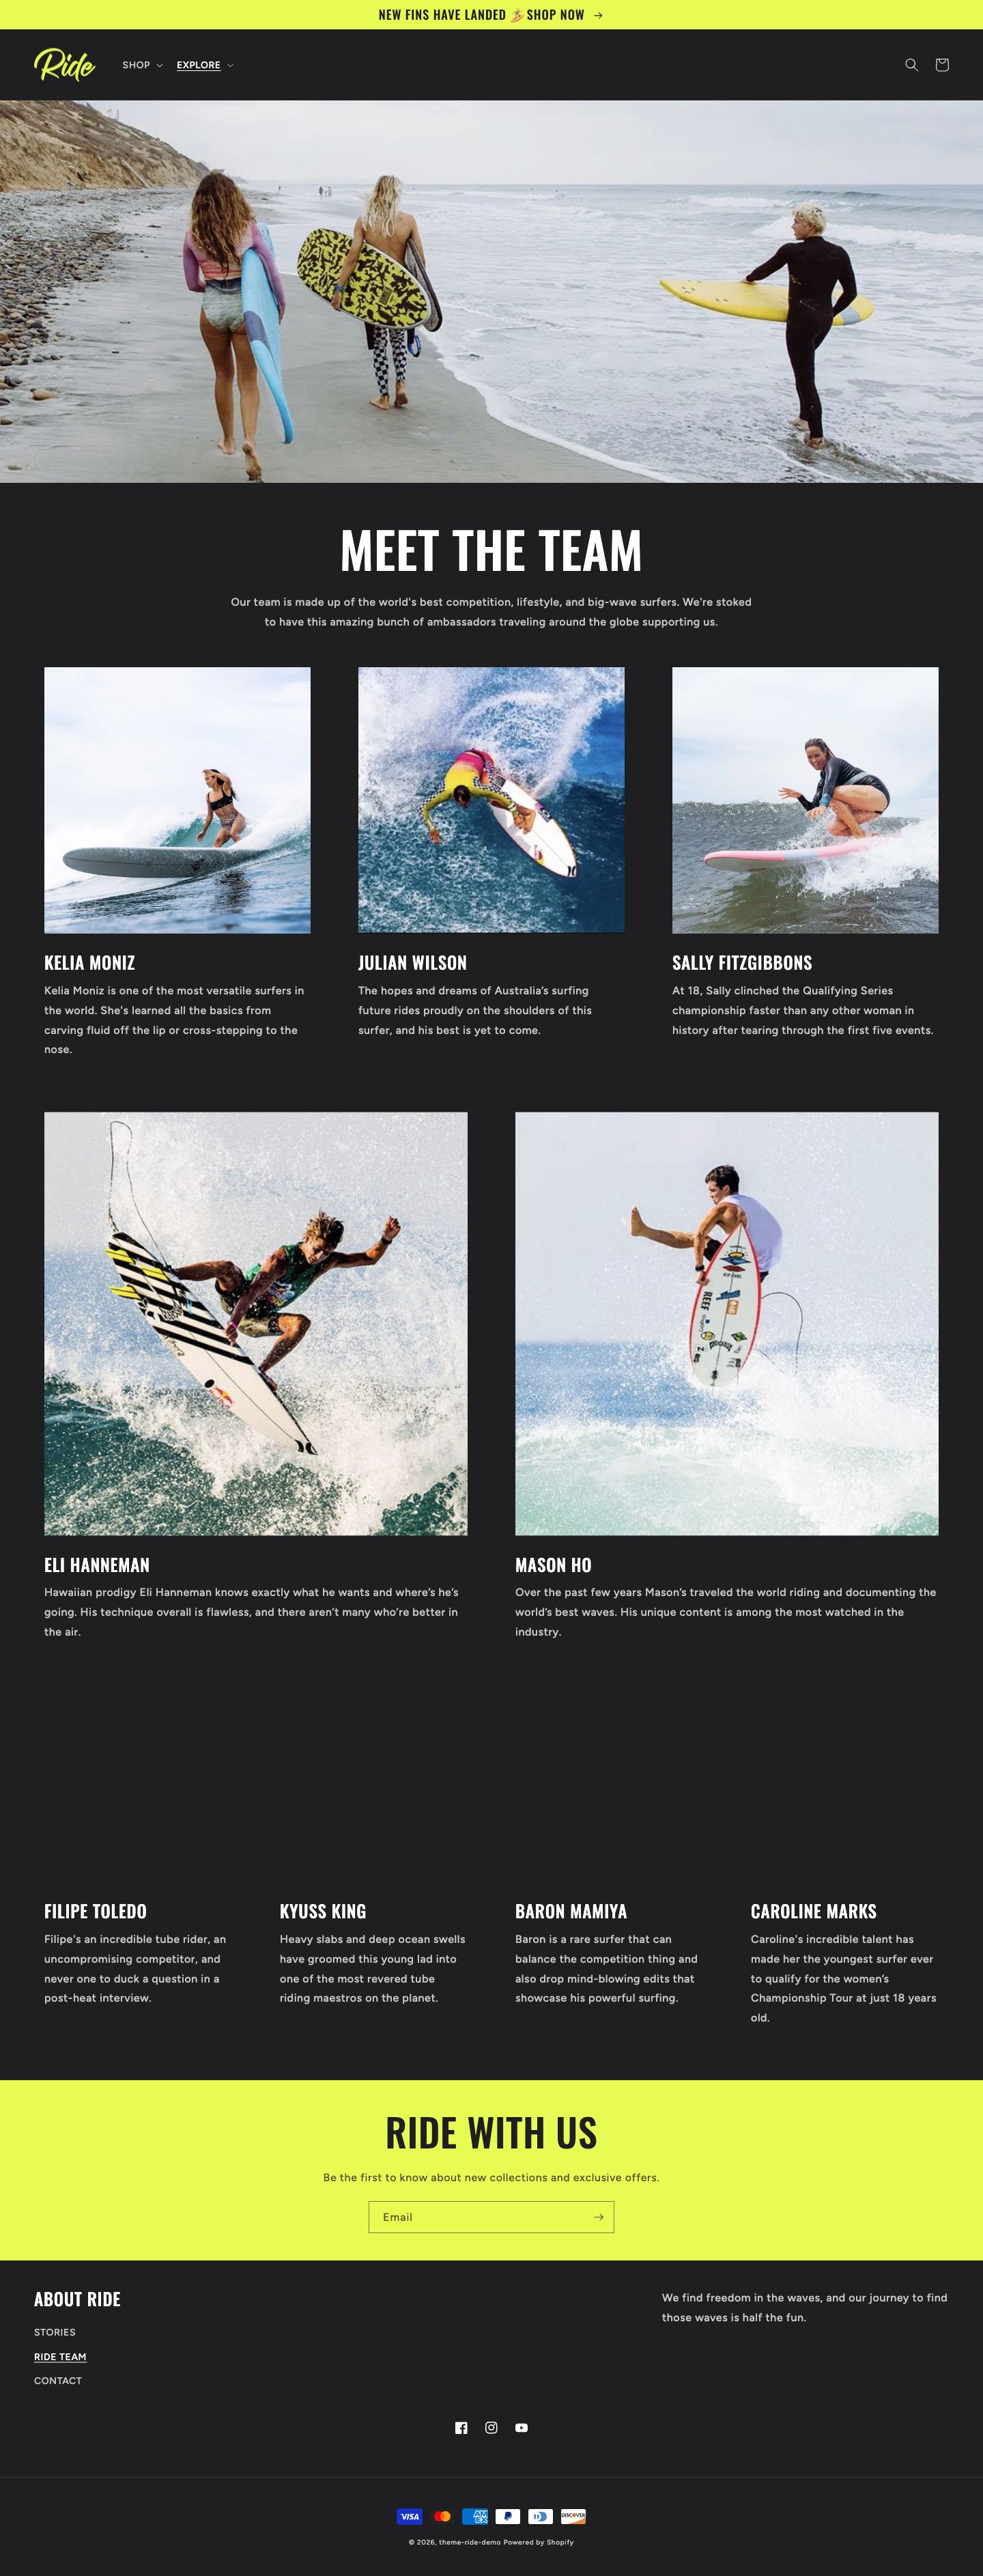 NEW FINS HAVE LANDED 🏄 SHOP NOW →
Ride
SHOP
EXPLORE
MEET THE TEAM
Our team is made up of the world's best competition, lifestyle, and big-wave surfers. We're stoked
to have this amazing bunch of ambassadors traveling around the globe supporting us.
KELIA MONIZ
Kelia Moniz is one of the most versatile surfers in
the world. She's learned all the basics from
carving fluid off the lip or cross-stepping to the
nose.
JULIAN WILSON
The hopes and dreams of Australia’s surfing
future rides proudly on the shoulders of this
surfer, and his best is yet to come.
SALLY FITZGIBBONS
At 18, Sally clinched the Qualifying Series
championship faster than any other woman in
history after tearing through the first five events.
RIP CURL
REEF
ELI HANNEMAN
Hawaiian prodigy Eli Hanneman knows exactly what he wants and where’s he’s
going. His technique overall is flawless, and there aren’t many who’re better in
the air.
MASON HO
Over the past few years Mason’s traveled the world riding and documenting the
world’s best waves. His unique content is among the most watched in the
industry.
FILIPE TOLEDO
Filipe's an incredible tube rider, an
uncompromising competitor, and
never one to duck a question in a
post-heat interview.
KYUSS KING
Heavy slabs and deep ocean swells
have groomed this young lad into
one of the most revered tube
riding maestros on the planet.
BARON MAMIYA
Baron is a rare surfer that can
balance the competition thing and
also drop mind-blowing edits that
showcase his powerful surfing.
CAROLINE MARKS
Caroline's incredible talent has
made her the youngest surfer ever
to qualify for the women’s
Championship Tour at just 18 years
old.
RIDE WITH US
Be the first to know about new collections and exclusive offers.
Email →
ABOUT RIDE
STORIES
RIDE TEAM
CONTACT
We find freedom in the waves, and our journey to find
those waves is half the fun.
VISA
AMEX
DISCOVER
© 2026, theme-ride-demo Powered by Shopify